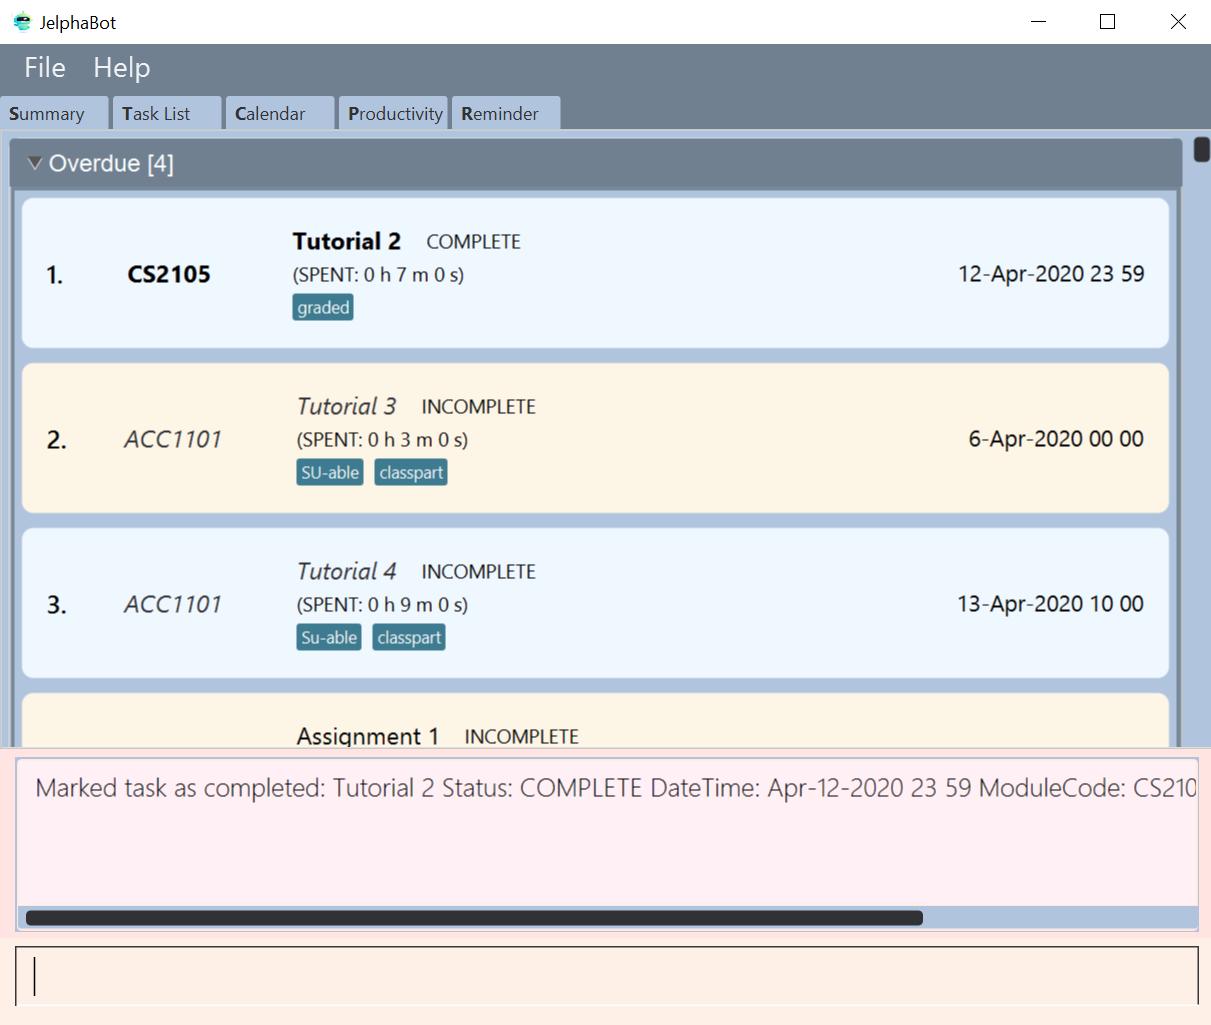 JelphaBot
File Help
Summary Task List Calendar Productivity Reminder
Overdue [4]
Tutorial 2 COMPLETE
1. CS2105 (SPENT: 0 h 7 m 0 s) 12-Apr-2020 23 59
graded
Tutorial 3 INCOMPLETE
2. ACC1101 (SPENT: 0 h 3 m 0 s) 6-Apr-2020 00 00
SU-able classpart
Tutorial 4 INCOMPLETE
3. ACC1101 (SPENT: 0 h 9 m 0 s) 13-Apr-2020 10 00
Su-able classpart
Assignment 1 INCOMPLETE
Marked task as completed: Tutorial 2 Status: COMPLETE DateTime: Apr-12-2020 23 59 ModuleCode: CS210